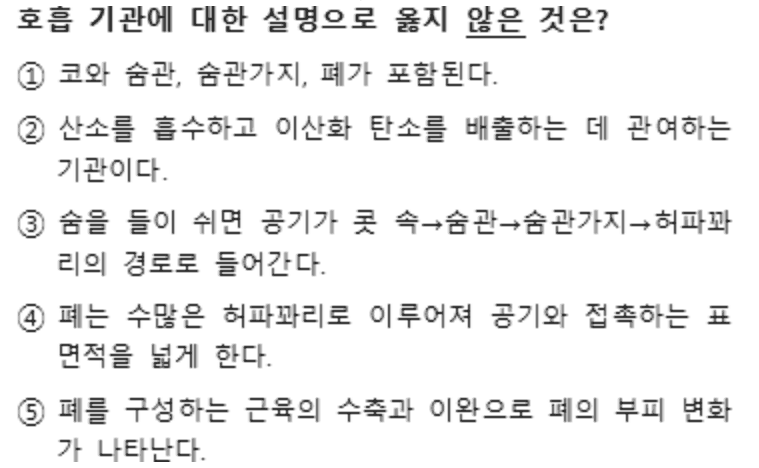 호흡 기관에 대한 설명으로 옳지 않은 것은?
① 코와 숨관, 숨관가지, 폐가 포함된다.
② 산소를 흡수하고 이산화 탄소를 배출하는 데 관여하는
기관이다.
③ 숨을 들이 쉬면 공기가 콧 속→숨관→숨관가지→허파꽈
리의 경로로 들어간다.
④ 폐는 수많은 허파꽈리로 이루어져 공기와 접촉하는 표
면적을 넓게 한다.
⑤ 폐를 구성하는 근육의 수축과 이완으로 폐의 부피 변화
가 나타난다.